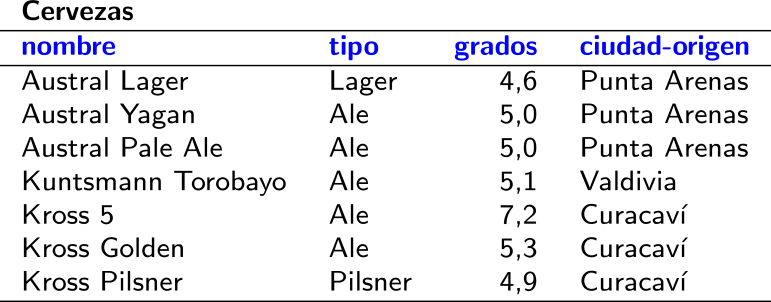 Cervezas
nombre tipo grados ciudad-origen
Austral Lager Lager 4,6 Punta Arenas
Austral Yagan Ale 5,0 Punta Arenas
Austral Pale Ale Ale 5,0 Punta Arenas
Kuntsmann Torobayo Ale 5,1 Valdivia
Kross 5 Ale 7,2 Curacaví
Kross Golden Ale 5,3 Curacaví
Kross Pilsner Pilsner 4,9 Curacaví